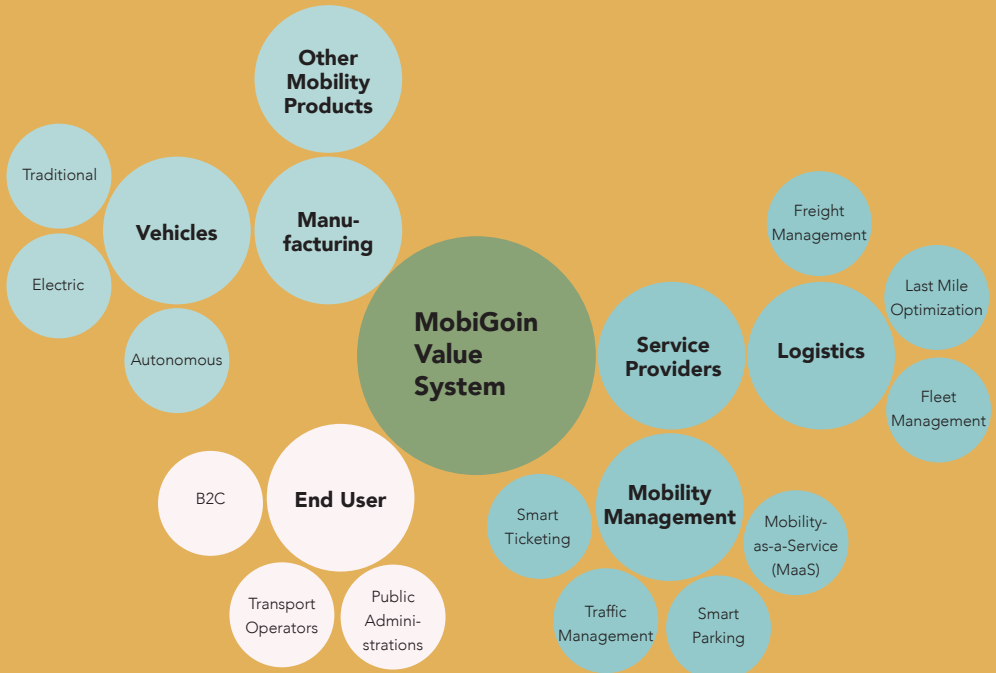 Other
Mobility
Products
Traditional
Vehicles
Manu-
facturing
Electric
Autonomous
MobiGoin
Value
System
Service
Providers
Logistics
Freight
Management
Last Mile
Optimization
Fleet
Management
End User
B2C
Transport
Operators
Public
Admini-
strations
Mobility
Management
Smart
Ticketing
Traffic
Management
Smart
Parking
Mobility-
as-a-Service
(MaaS)